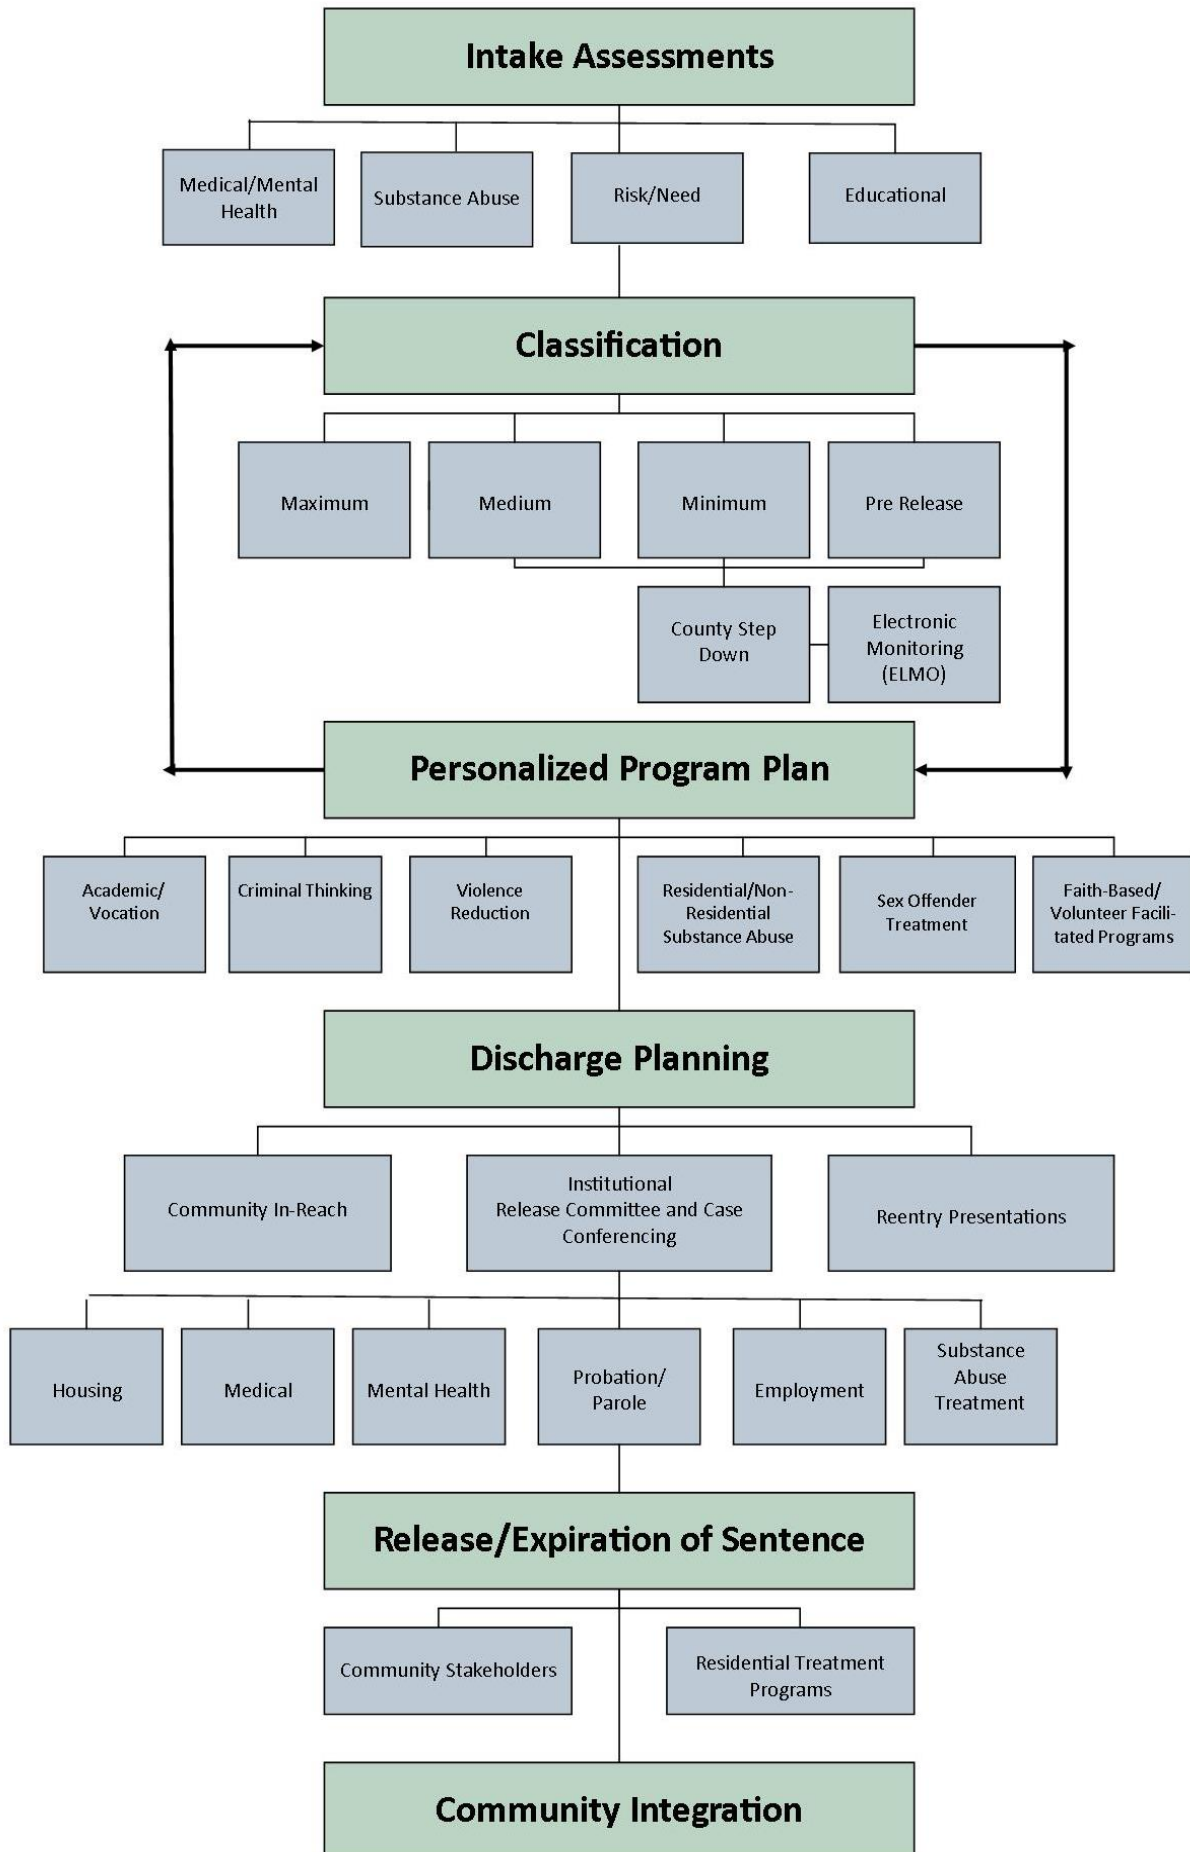 Intake Assessments
Medical/Mental
Health
Substance Abuse
Risk/Need
Educational
Classification
Maximum
Medium
Minimum
Pre Release
County Step
Down
Electronic
Monitoring
(ELMO)
Personalized Program Plan
Academic/
Vocation
Criminal Thinking
Violence
Reduction
Residential/Non-
Residential
Substance Abuse
Sex Offender
Treatment
Faith-Based/
Volunteer Facili-
tated Programs
Discharge Planning
Community In-Reach
Institutional
Release Committee and Case
Conferencing
Reentry Presentations
Housing
Medical
Mental Health
Probation/
Parole
Employment
Substance
Abuse
Treatment
Release/Expiration of Sentence
Community Stakeholders
Residential Treatment
Programs
Community Integration